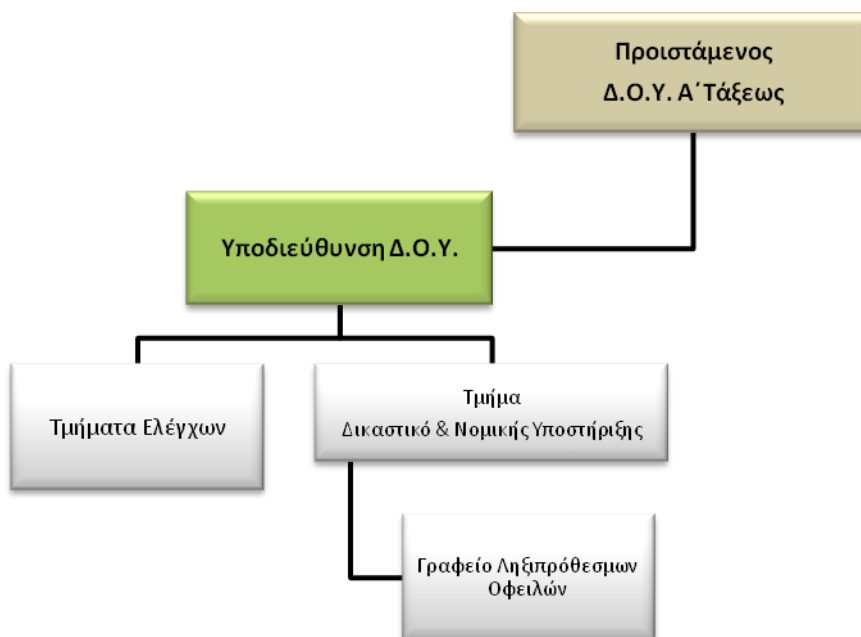 Προιστάμενος
Δ.Ο.Υ. Α΄Τάξεως
Υποδιεύθυνση Δ.Ο.Υ.
Τμήματα Ελέγχων
Τμήμα
Δικαστικό & Νομικής Υποστήριξης
Γραφείο Ληξιπρόθεσμων
Οφειλών